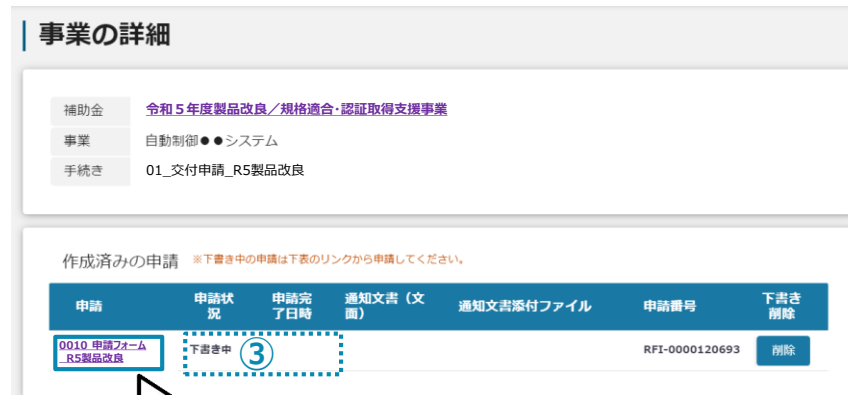 事業の詳細
補助金 令和5年度製品改良／規格適合・認証取得支援事業
事業 自動制御●●システム
手続き 01_交付申請_R5製品改良
作成済みの申請 ※下書き中の申請は下表のリンクから申請してください。
申請 申請状況 申請完了日時 通知文書（文面） 通知文書添付ファイル 申請番号 下書き削除
0010_申請フォーム_R5製品改良 下書き中 ③ RFI-0000120693 削除